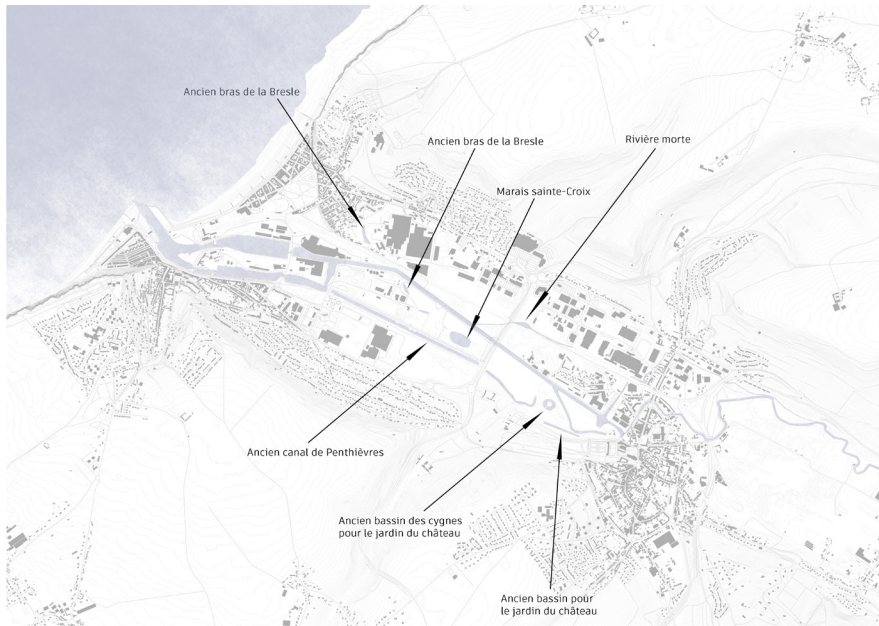 Ancien bras de la Bresle
Ancien bras de la Bresle
Rivière morte
Marais sainte-Croix
Ancien canal de Penthièvres
Ancien bassin des cygnes
pour le jardin du château
Ancien bassin pour
le jardin du château